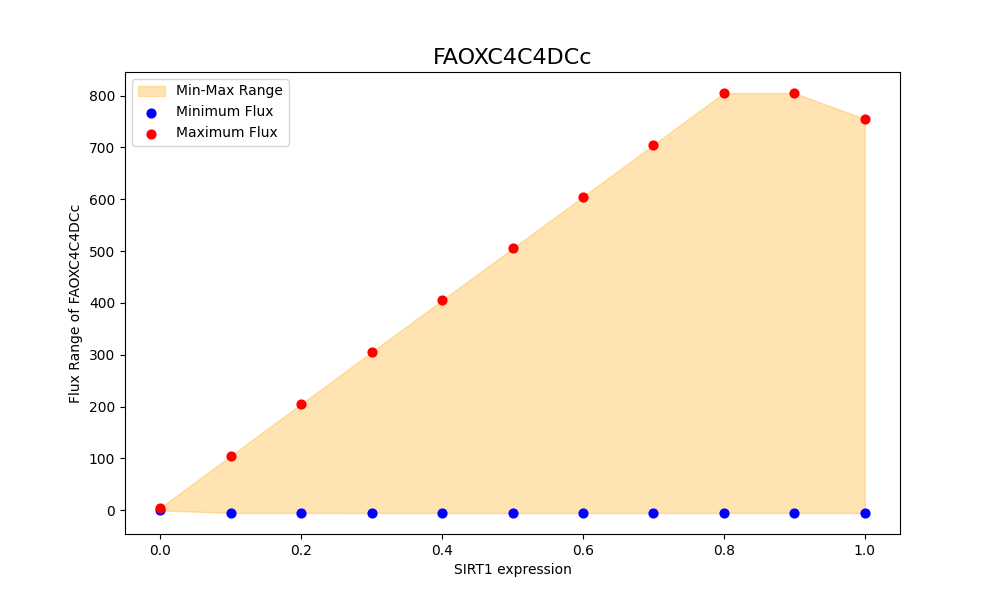 FAOXC4C4DCc
Min-Max Range
Minimum Flux
Maximum Flux
Flux Range of FAOXC4C4DCc
800
700
600
500
400
300
200
100
0
0.0 0.2 0.4 0.6 0.8 1.0
SIRT1 expression